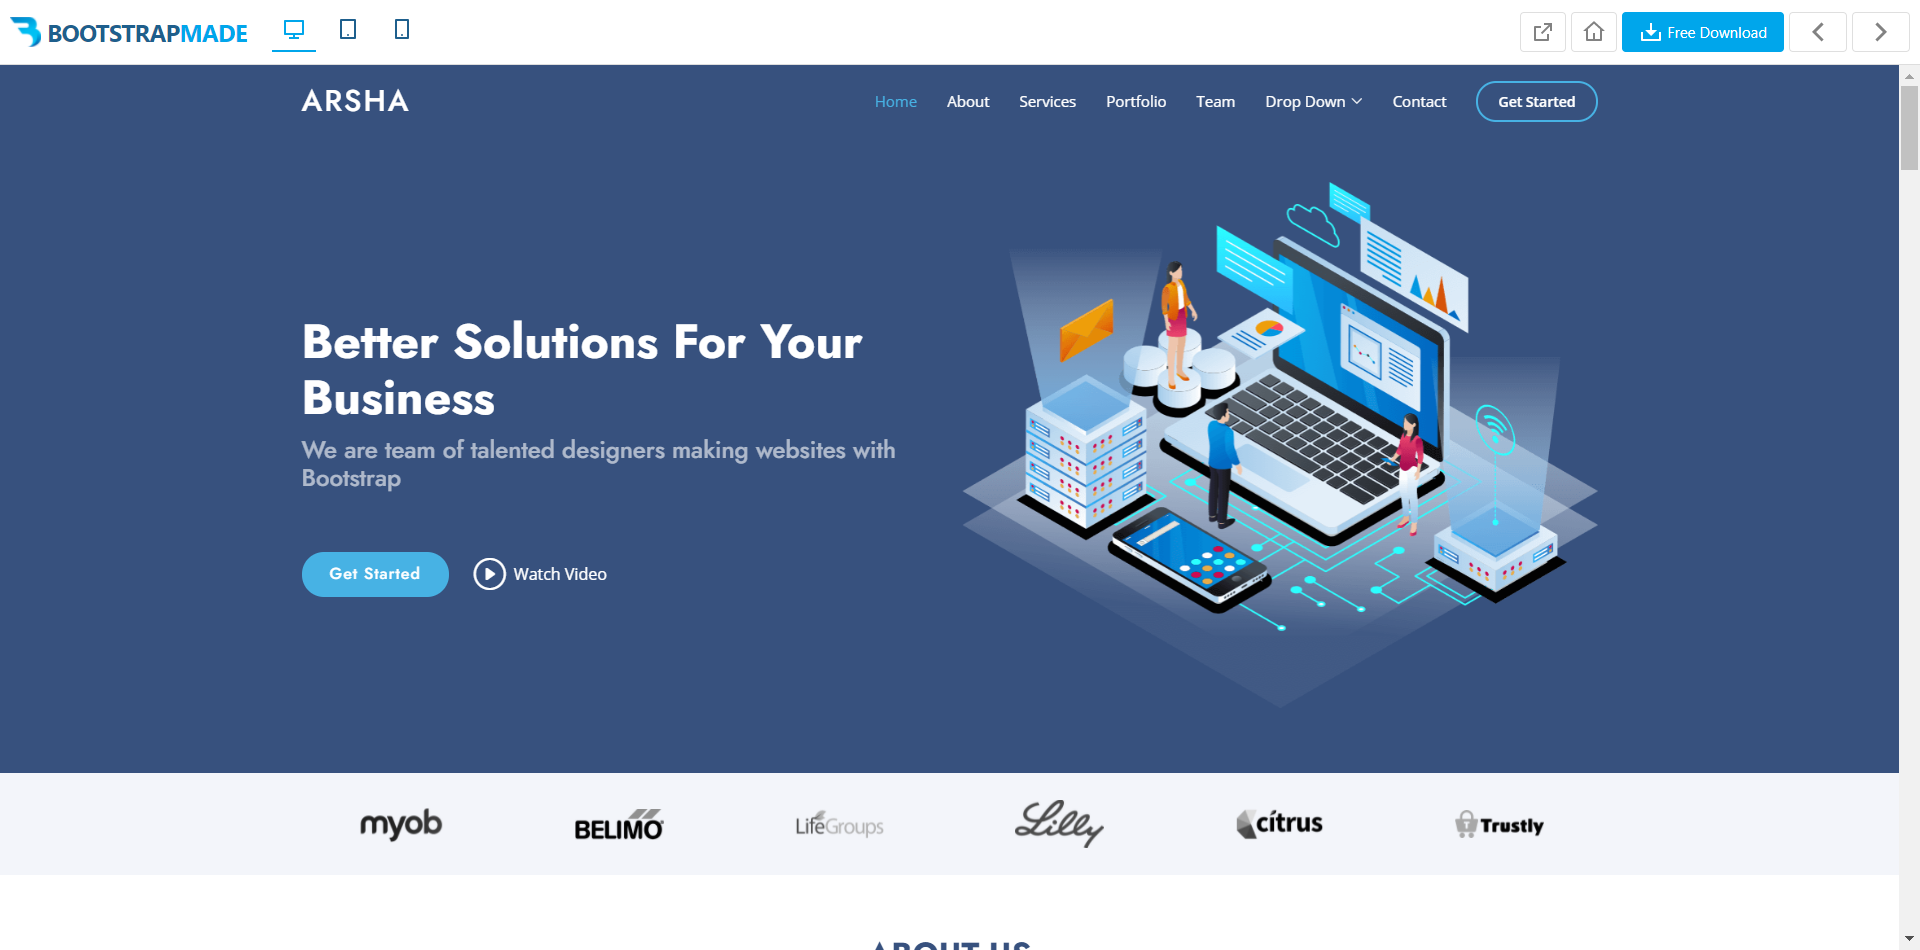 BOOTSTRAPMADE
Free Download
ARSHA
Home About Services Portfolio Team Drop Down Contact Get Started
Better Solutions For Your
Business
We are team of talented designers making websites with
Bootstrap
Get Started Watch Video
myob BELIMO LifeGroups Lilly citrus Trustly
ABOUT US